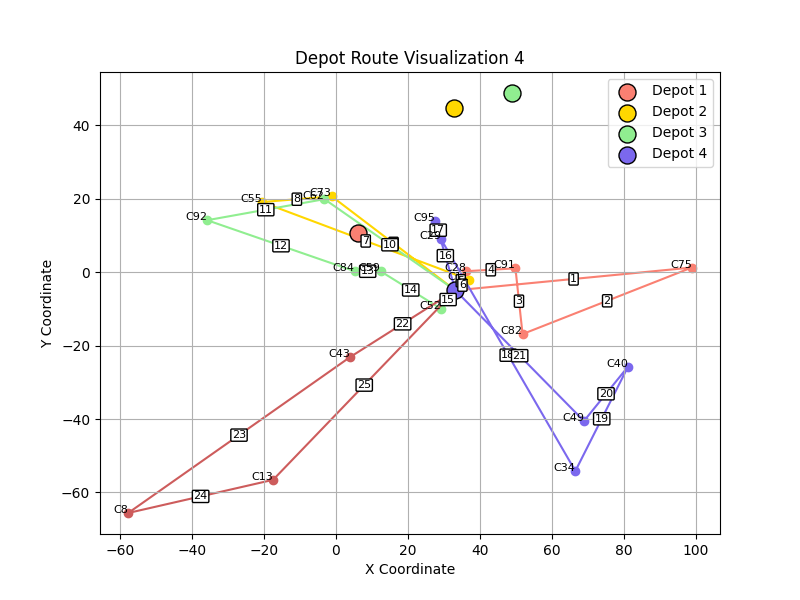 Depot Route Visualization 4
Depot 1
Depot 2
Depot 3
Depot 4
Y Coordinate
40
20
0
−20
−40
−60
−60
−40
−20
0
20
40
60
80
100
X Coordinate
C95
C73
C55
8
11
C92
17
7
10
12
16
C84
13
C28
4
C91
C75
1
6
14
15
C52
3
2
22
C82
C43
21
C40
25
20
19
C49
23
C34
C13
24
C8